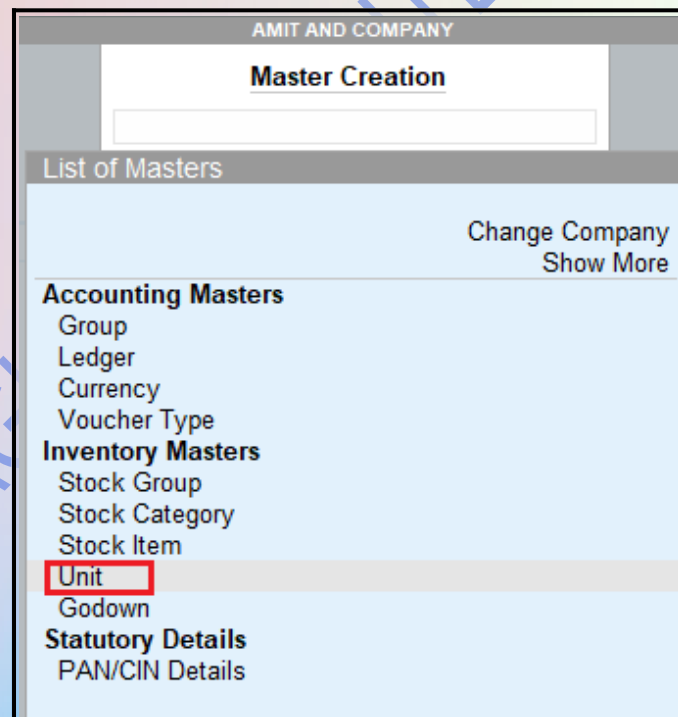 AMIT AND COMPANY
Master Creation
List of Masters
Change Company
Show More
Accounting Masters
Group
Ledger
Currency
Voucher Type
Inventory Masters
Stock Group
Stock Category
Stock Item
Unit
Godown
Statutory Details
PAN/CIN Details